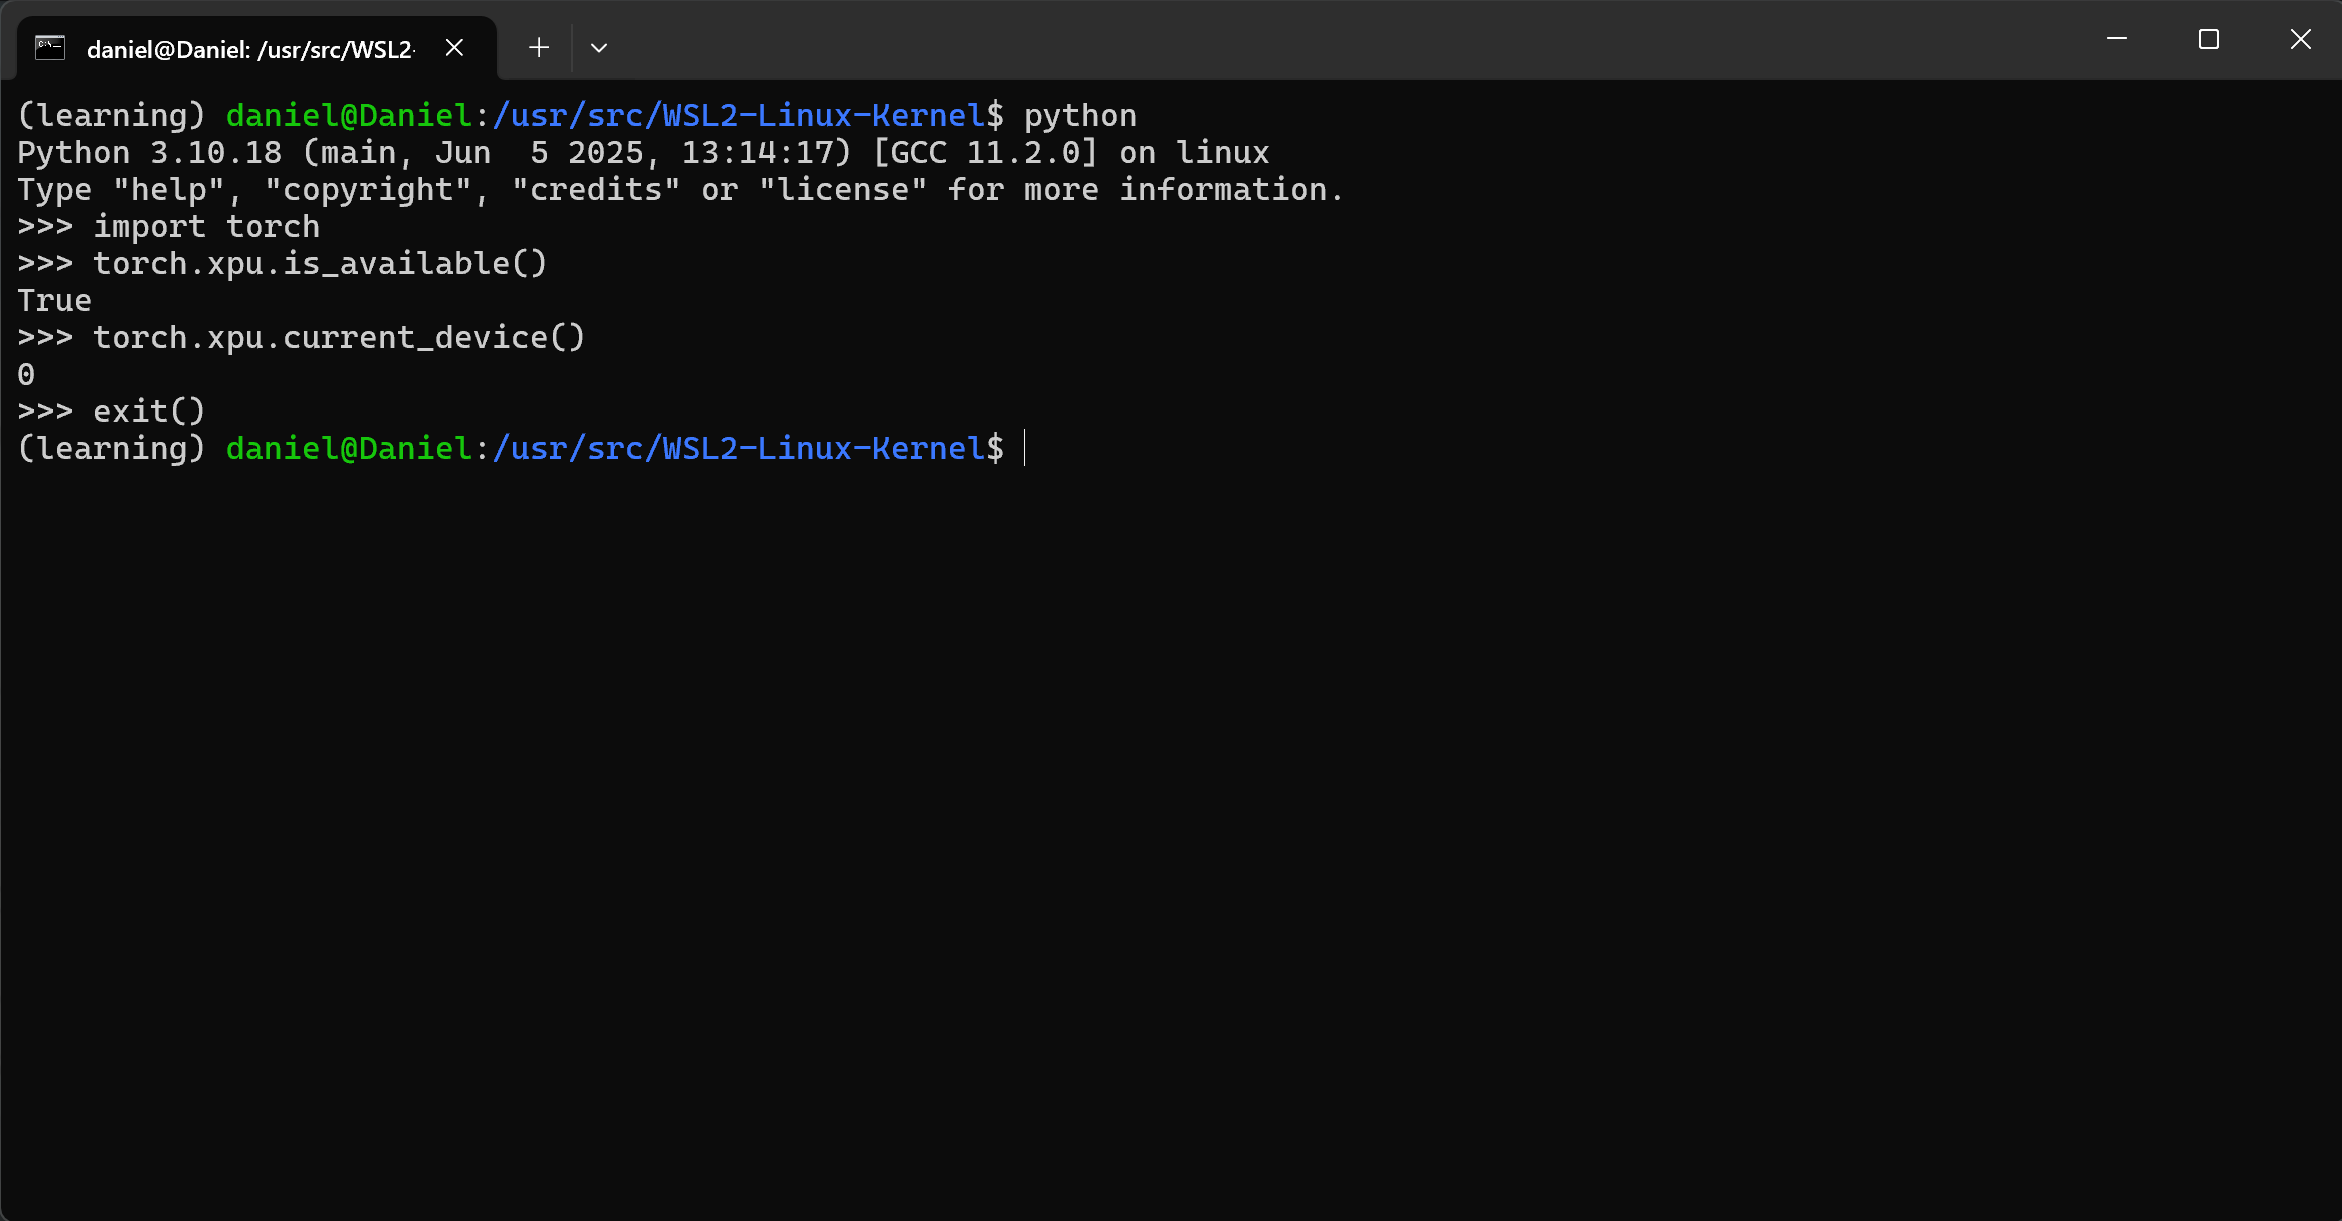 daniel@Daniel: /usr/src/WSL2-
(learning) daniel@Daniel:/usr/src/WSL2-Linux-Kernel$ python
Python 3.10.18 (main, Jun  5 2025, 13:14:17) [GCC 11.2.0] on linux
Type "help", "copyright", "credits" or "license" for more information.
>>> import torch
>>> torch.xpu.is_available()
True
>>> torch.xpu.current_device()
0
>>> exit()
(learning) daniel@Daniel:/usr/src/WSL2-Linux-Kernel$